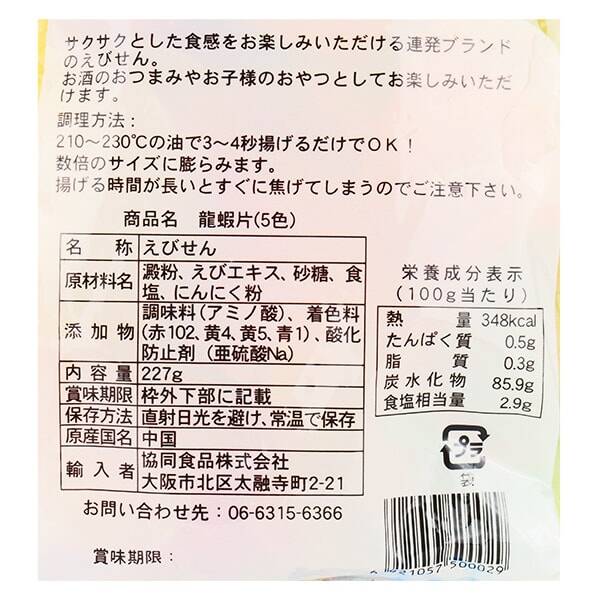 サクサクとした食感をお楽しみいただける連発ブランド
のえびせん。
お酒のおつまみやお子様のおやつとしてお楽しみいただ
けます。
調理方法：
210～230℃の油で3～4秒揚げるだけでＯＫ！
数倍のサイズに膨らみます。
揚げる時間が長いとすぐに焦げてしまうのでご注意下さい。
商品名 龍蝦片(5色)
名称 えびせん
原材料名 澱粉、えびエキス、砂糖、食
塩、にんにく粉
添加物 調味料（アミノ酸）、着色料
(赤102、黄4、黄5、青1)、酸化
防止剤（亜硫酸Na)
内容量 227g
賞味期限 枠外下部に記載
保存方法 直射日光を避け、常温で保存
原産国名 中国
輸入者 協同食品株式会社
大阪市北区太融寺町2-21
お問い合わせ先：06-6315-6366
賞味期限：
栄養成分表示
（100g当たり）
熱量 348kcal
たんぱく質 0.5g
脂質 0.3g
炭水化物 85.9g
食塩相当量 2.9g
プラ
袋